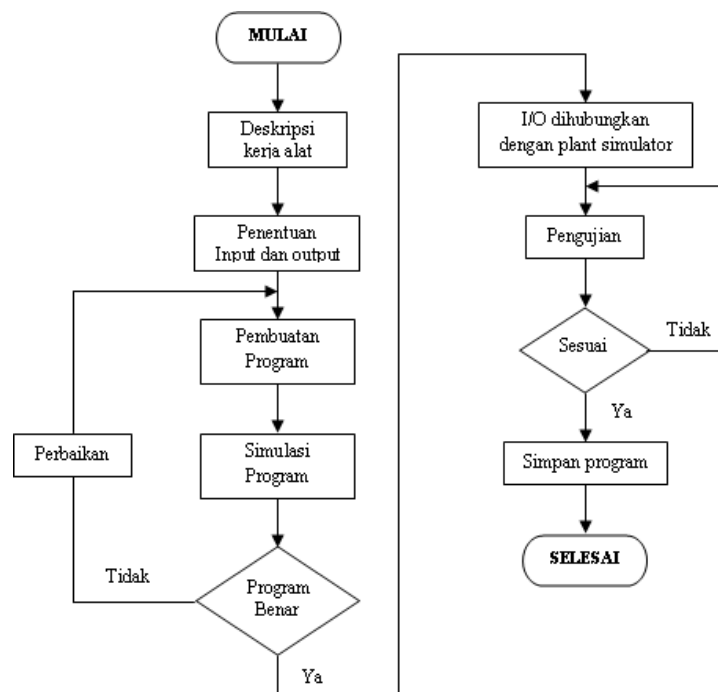 MULAI
Deskripsi
kerja alat
Penentuan
Input dan output
Pembuatan
Program
Simulasi
Program
Perbaikan
Tidak
Program
Benar
Ya
I/O dihubungkan
dengan plant simulator
Pengujian
Sesuai
Tidak
Ya
Simpan program
SELESAI